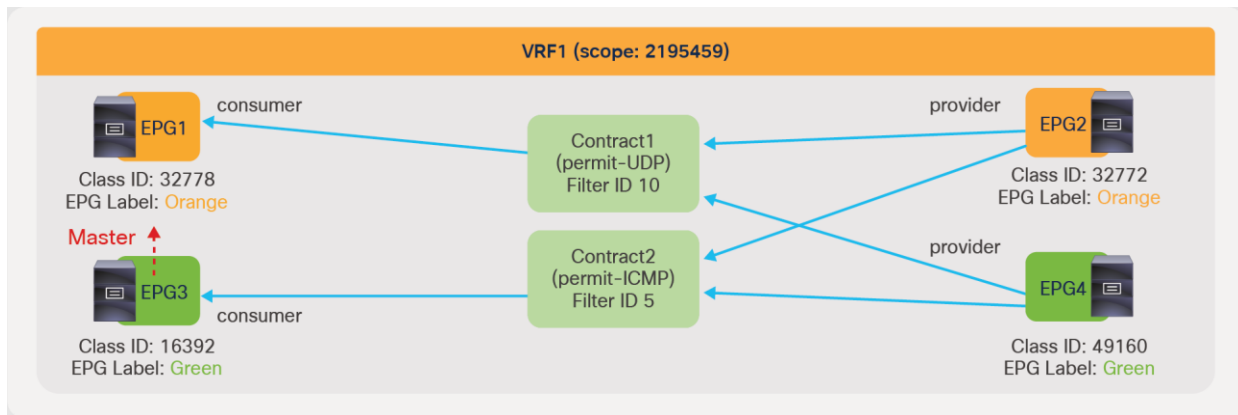 VRF1 (scope: 2195459)
consumer
EPG1
Class ID: 32778
EPG Label: Orange
Master
EPG3
consumer
Class ID: 16392
EPG Label: Green
Contract1
(permit-UDP)
Filter ID 10
Contract2
(permit-ICMP)
Filter ID 5
provider
EPG2
Class ID: 32772
EPG Label: Orange
provider
EPG4
Class ID: 49160
EPG Label: Green